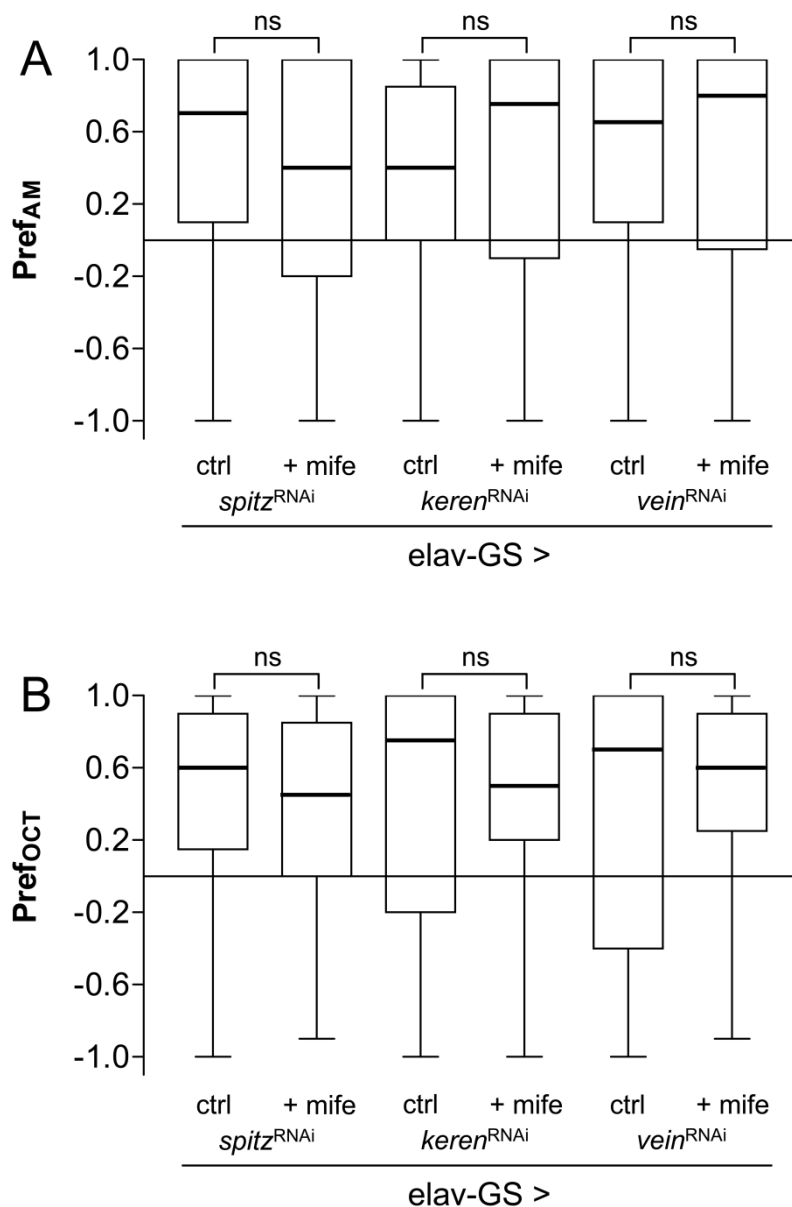 A
ns ns ns
PrefAM
1.0
0.6
0.2
-0.2
-0.6
-1.0
ctrl + mife ctrl + mife ctrl + mife
spitzRNAi kerenRNAi veinRNAi
elav-GS >
B
ns ns ns
PrefOCT
1.0
0.6
0.2
-0.2
-0.6
-1.0
ctrl + mife ctrl + mife ctrl + mife
spitzRNAi kerenRNAi veinRNAi
elav-GS >